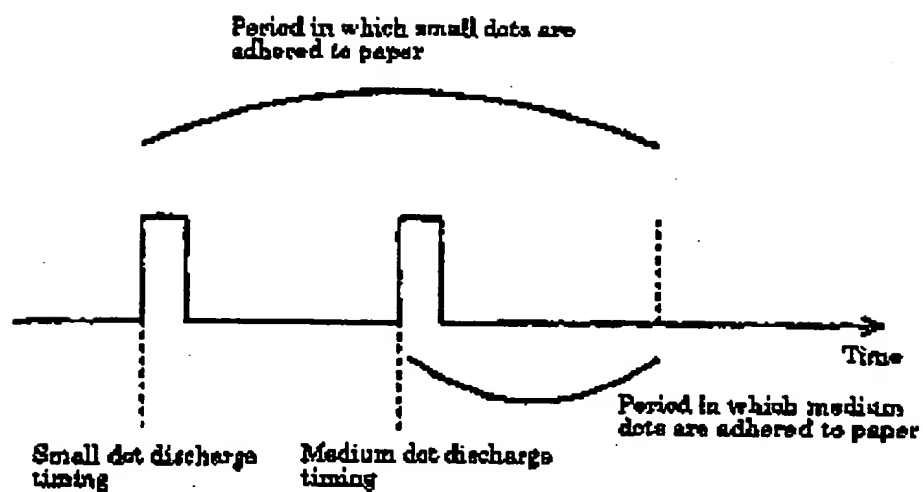 Period in which small dots are
adhered to paper
Time
Period in which medium
dots are adhered to paper
Small dot discharge
timing
Medium dot discharge
timing